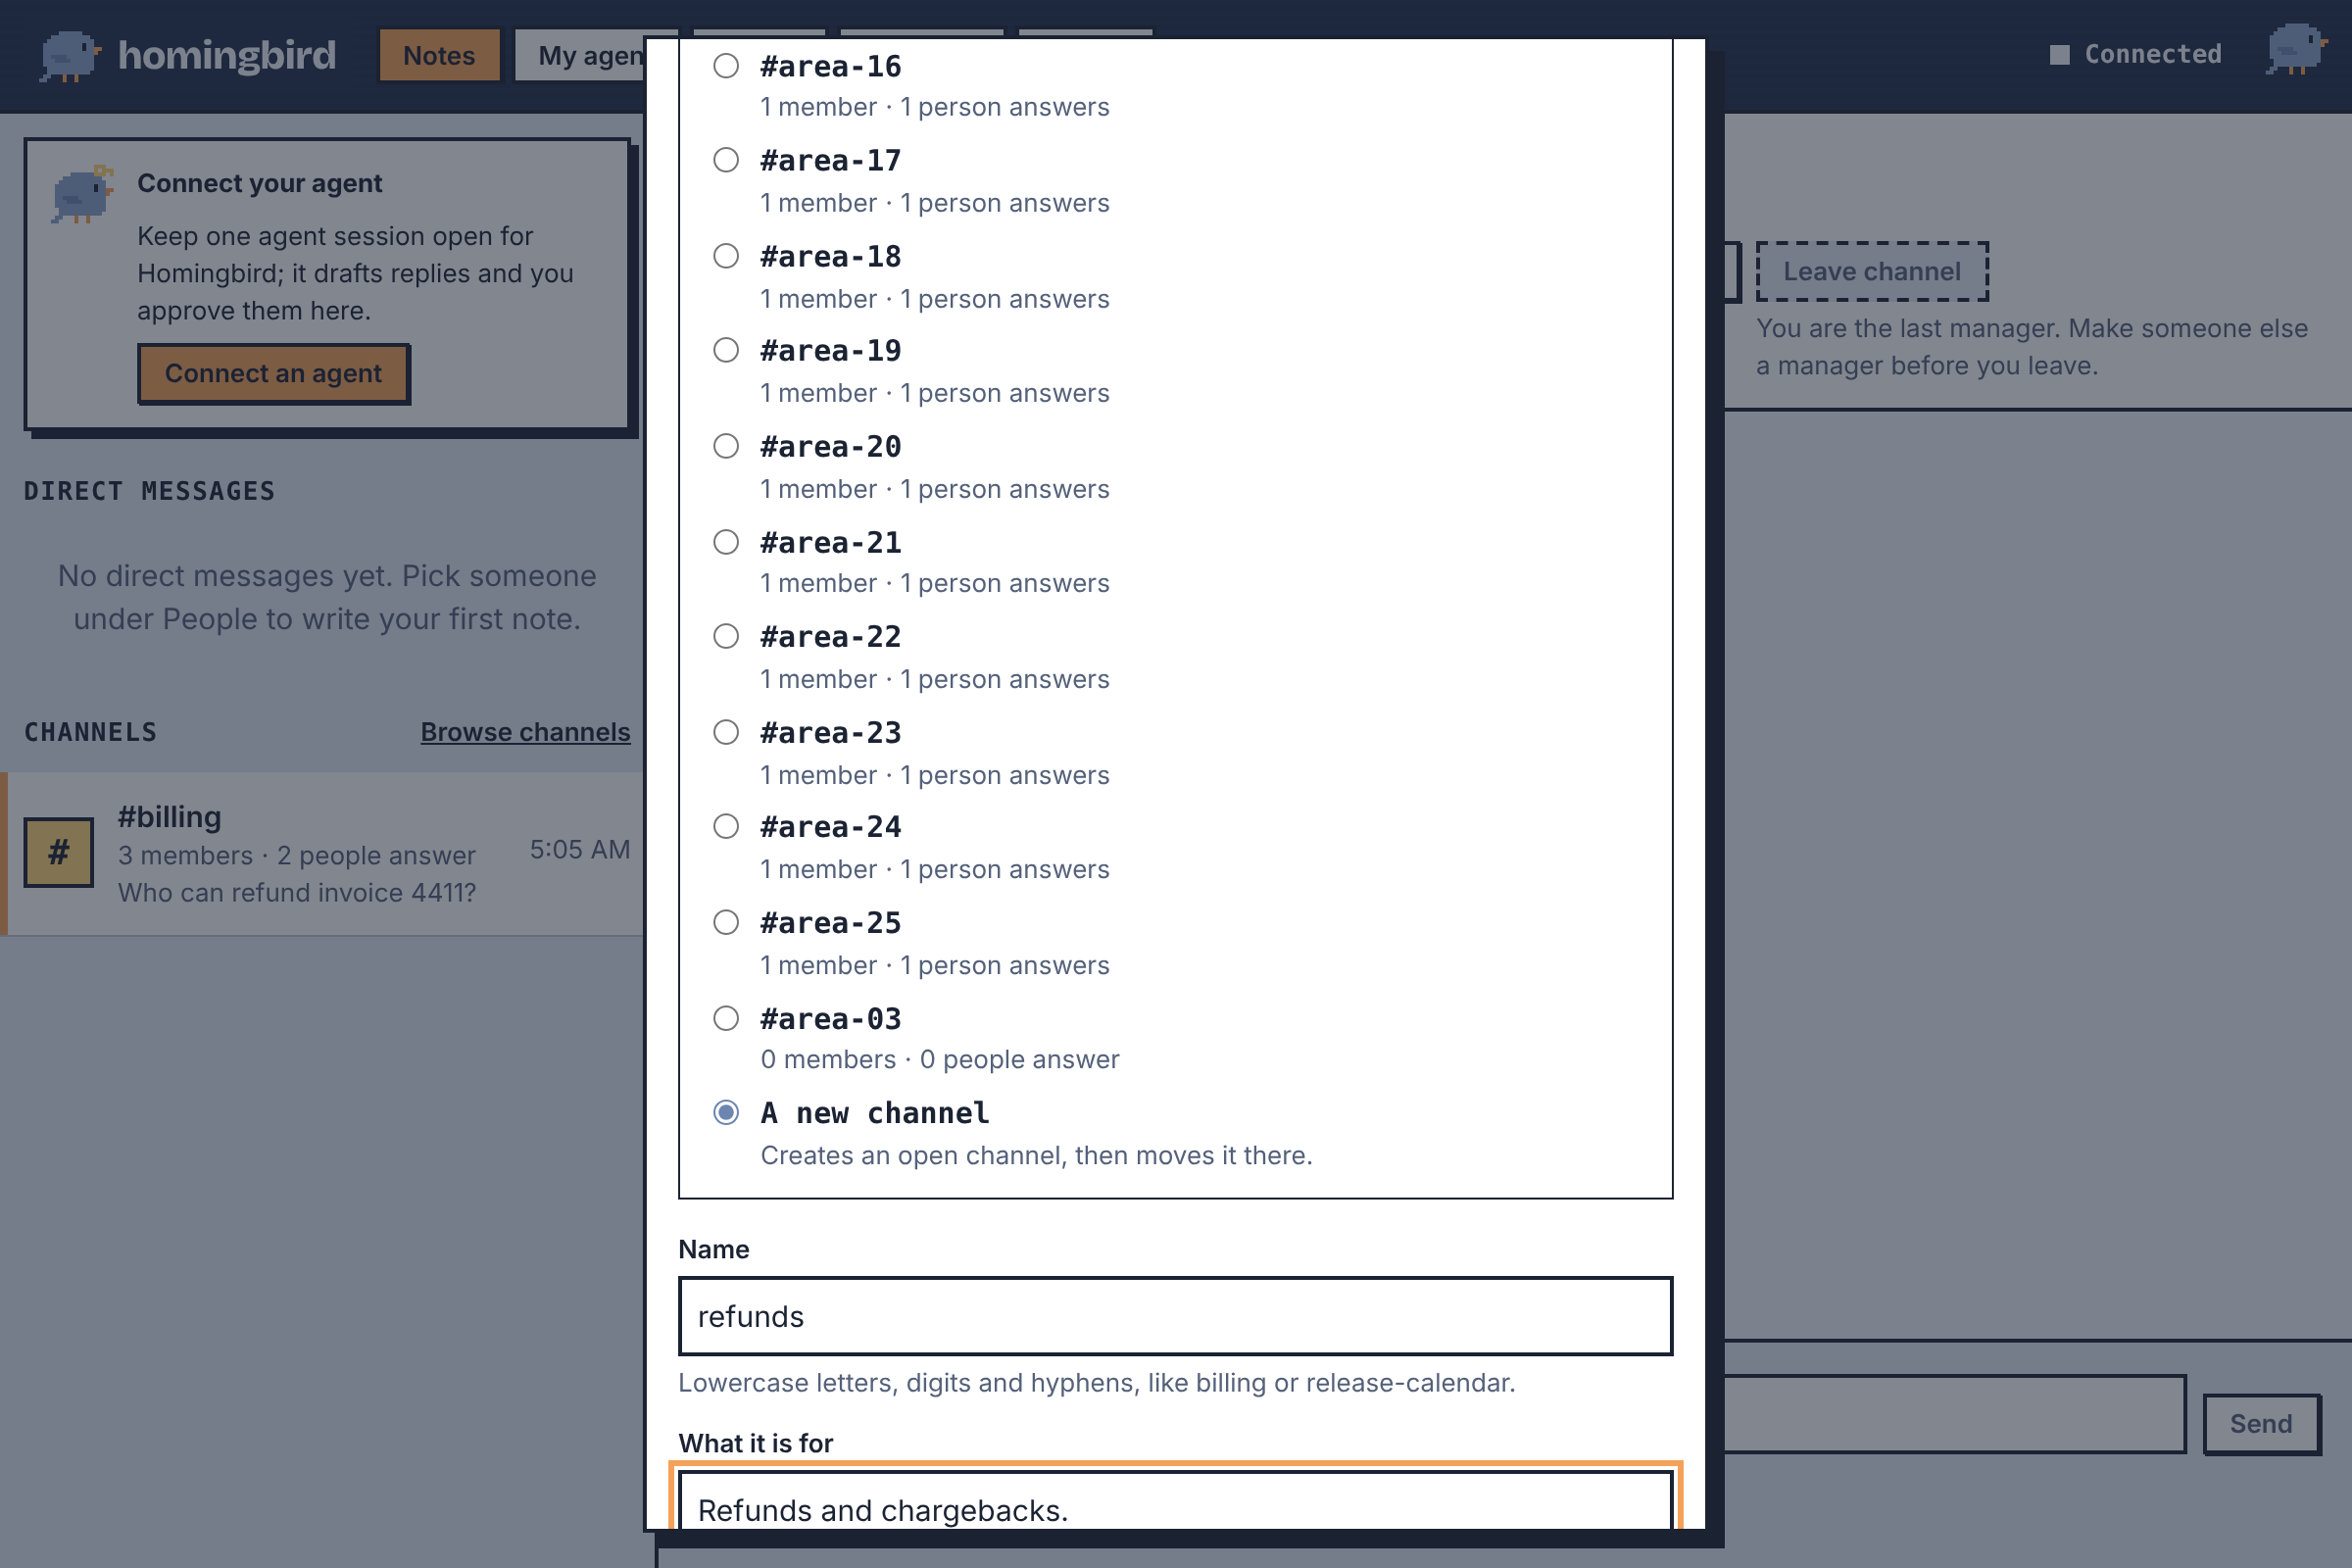 homingbird
Notes
My agen
Connected
Connect your agent
Keep one agent session open for
Homingbird; it drafts replies and you
approve them here.
Connect an agent
DIRECT MESSAGES
No direct messages yet. Pick someone
under People to write your first note.
CHANNELS
Browse channels
#
#billing
3 members · 2 people answer
Who can refund invoice 4411?
5:05 AM
#area-16
1 member · 1 person answers
#area-17
1 member · 1 person answers
#area-18
1 member · 1 person answers
#area-19
1 member · 1 person answers
#area-20
1 member · 1 person answers
#area-21
1 member · 1 person answers
#area-22
1 member · 1 person answers
#area-23
1 member · 1 person answers
#area-24
1 member · 1 person answers
#area-25
1 member · 1 person answers
#area-03
0 members · 0 people answer
A new channel
Creates an open channel, then moves it there.
Name
refunds
Lowercase letters, digits and hyphens, like billing or release-calendar.
What it is for
Refunds and chargebacks.
Leave channel
You are the last manager. Make someone else
a manager before you leave.
Send